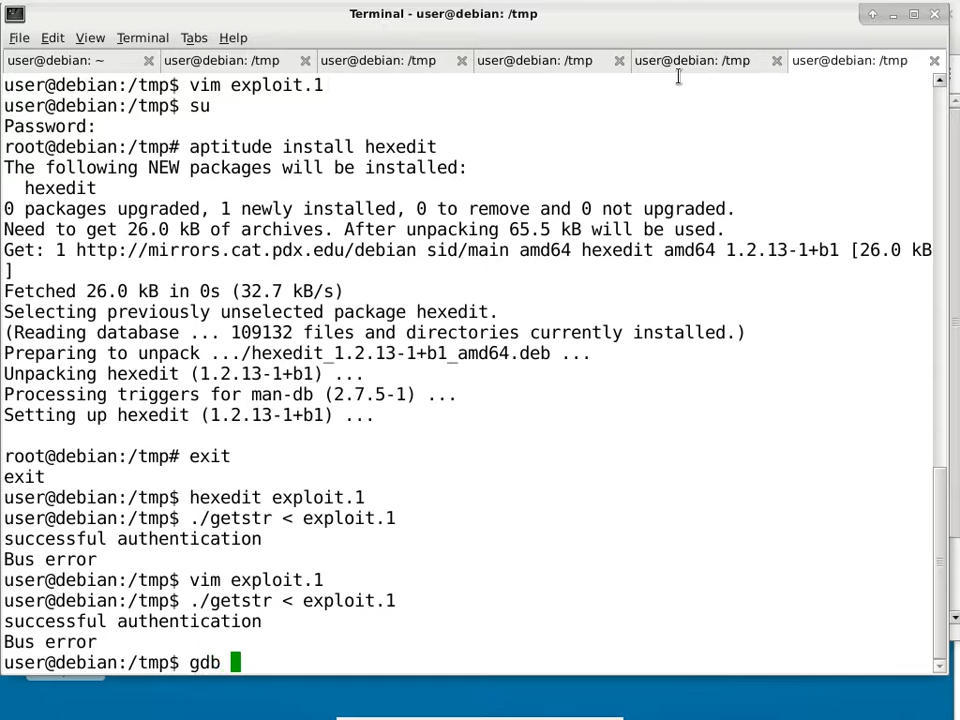 Terminal - user@debian: /tmp
File Edit View Terminal Tabs Help
user@debian: ~ user@debian: /tmp user@debian: /tmp user@debian: /tmp user@debian: /tmp user@debian: /tmp
user@debian:/tmp$ vim exploit.1
user@debian:/tmp$ su
Password:
root@debian:/tmp# aptitude install hexedit
The following NEW packages will be installed:
  hexedit
0 packages upgraded, 1 newly installed, 0 to remove and 0 not upgraded.
Need to get 26.0 kB of archives. After unpacking 65.5 kB will be used.
Get: 1 http://mirrors.cat.pdx.edu/debian sid/main amd64 hexedit amd64 1.2.13-1+b1 [26.0 kB
]
Fetched 26.0 kB in 0s (32.7 kB/s)
Selecting previously unselected package hexedit.
(Reading database ... 109132 files and directories currently installed.)
Preparing to unpack .../hexedit_1.2.13-1+b1_amd64.deb ...
Unpacking hexedit (1.2.13-1+b1) ...
Processing triggers for man-db (2.7.5-1) ...
Setting up hexedit (1.2.13-1+b1) ...
root@debian:/tmp# exit
exit
user@debian:/tmp$ hexedit exploit.1
user@debian:/tmp$ ./getstr < exploit.1
successful authentication
Bus error
user@debian:/tmp$ vim exploit.1
user@debian:/tmp$ ./getstr < exploit.1
successful authentication
Bus error
user@debian:/tmp$ gdb